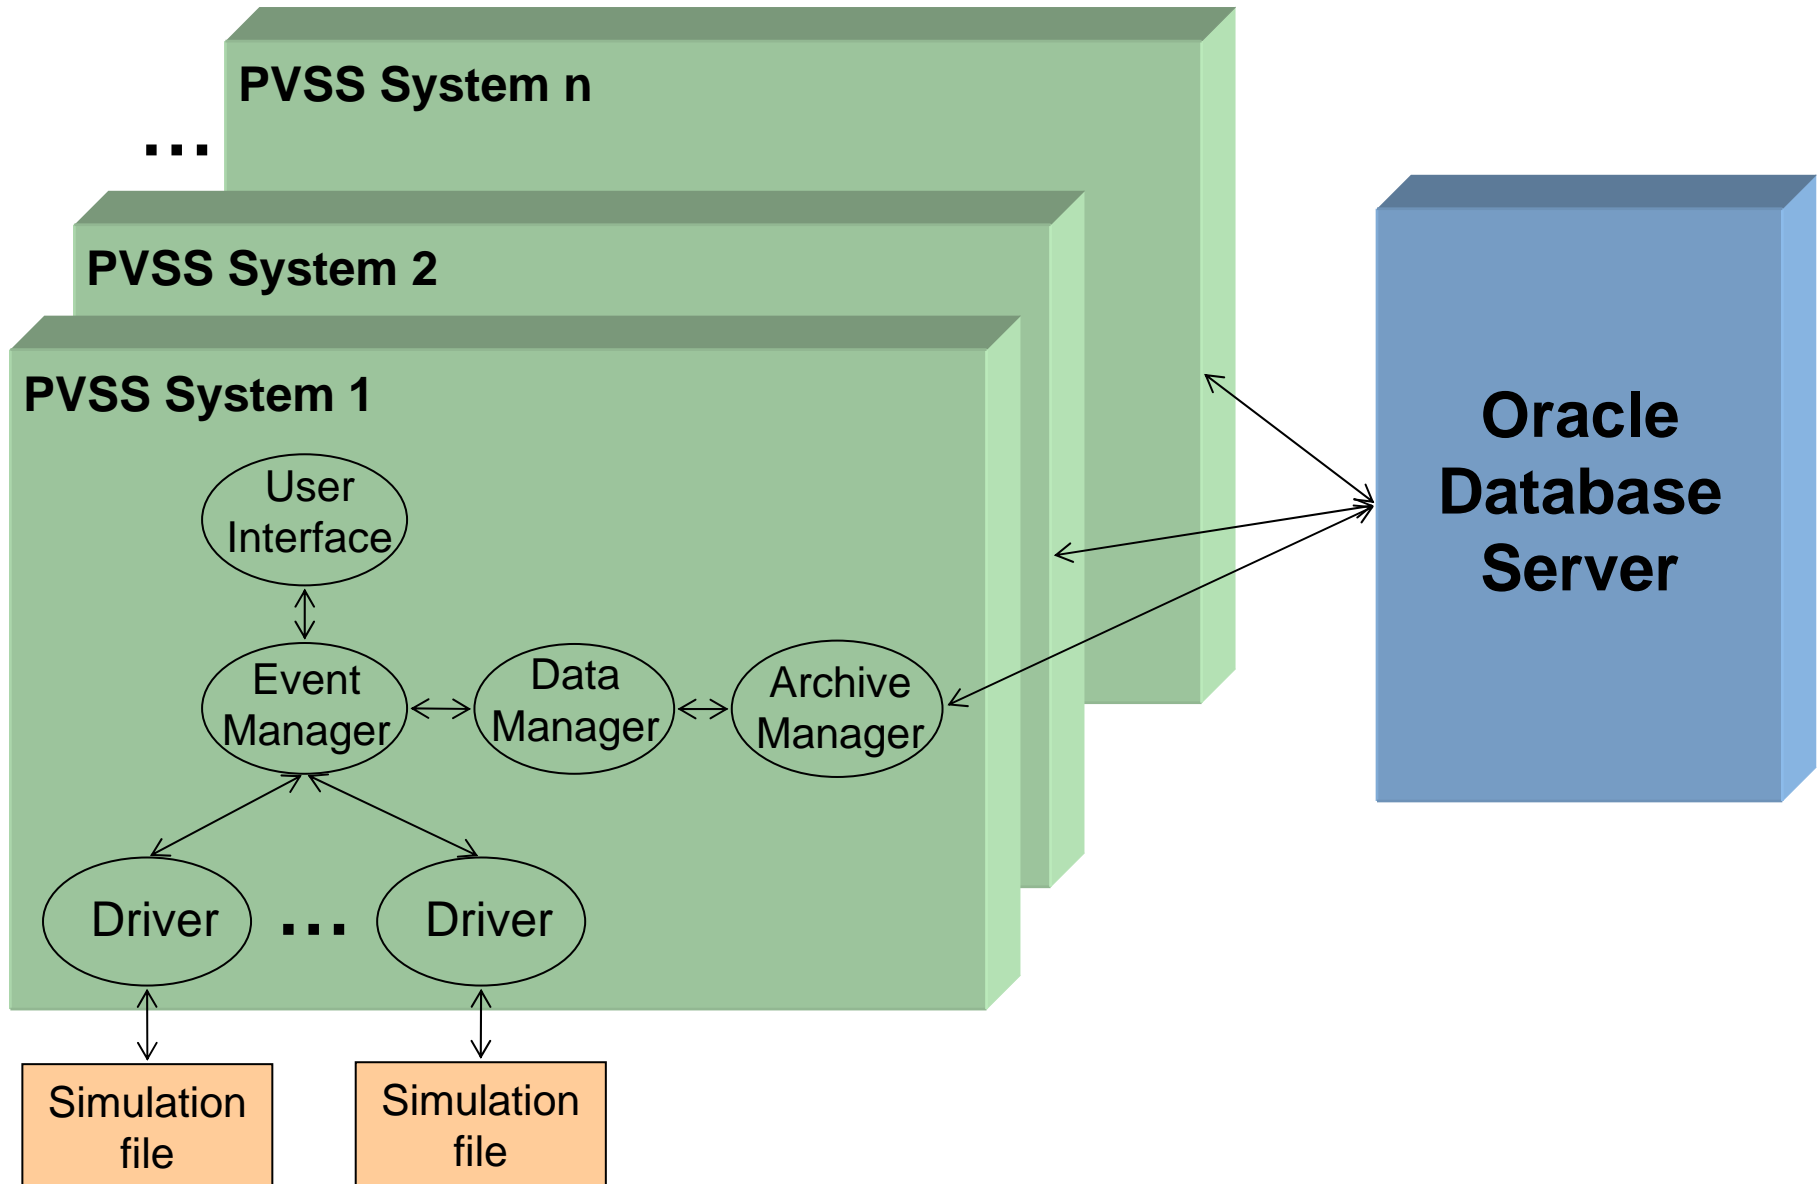 PVSS System n
...
PVSS System 2
PVSS System 1
User
Interface
Event
Manager
Data
Manager
Archive
Manager
Driver
...
Driver
Simulation
file
Simulation
file
Oracle
Database
Server